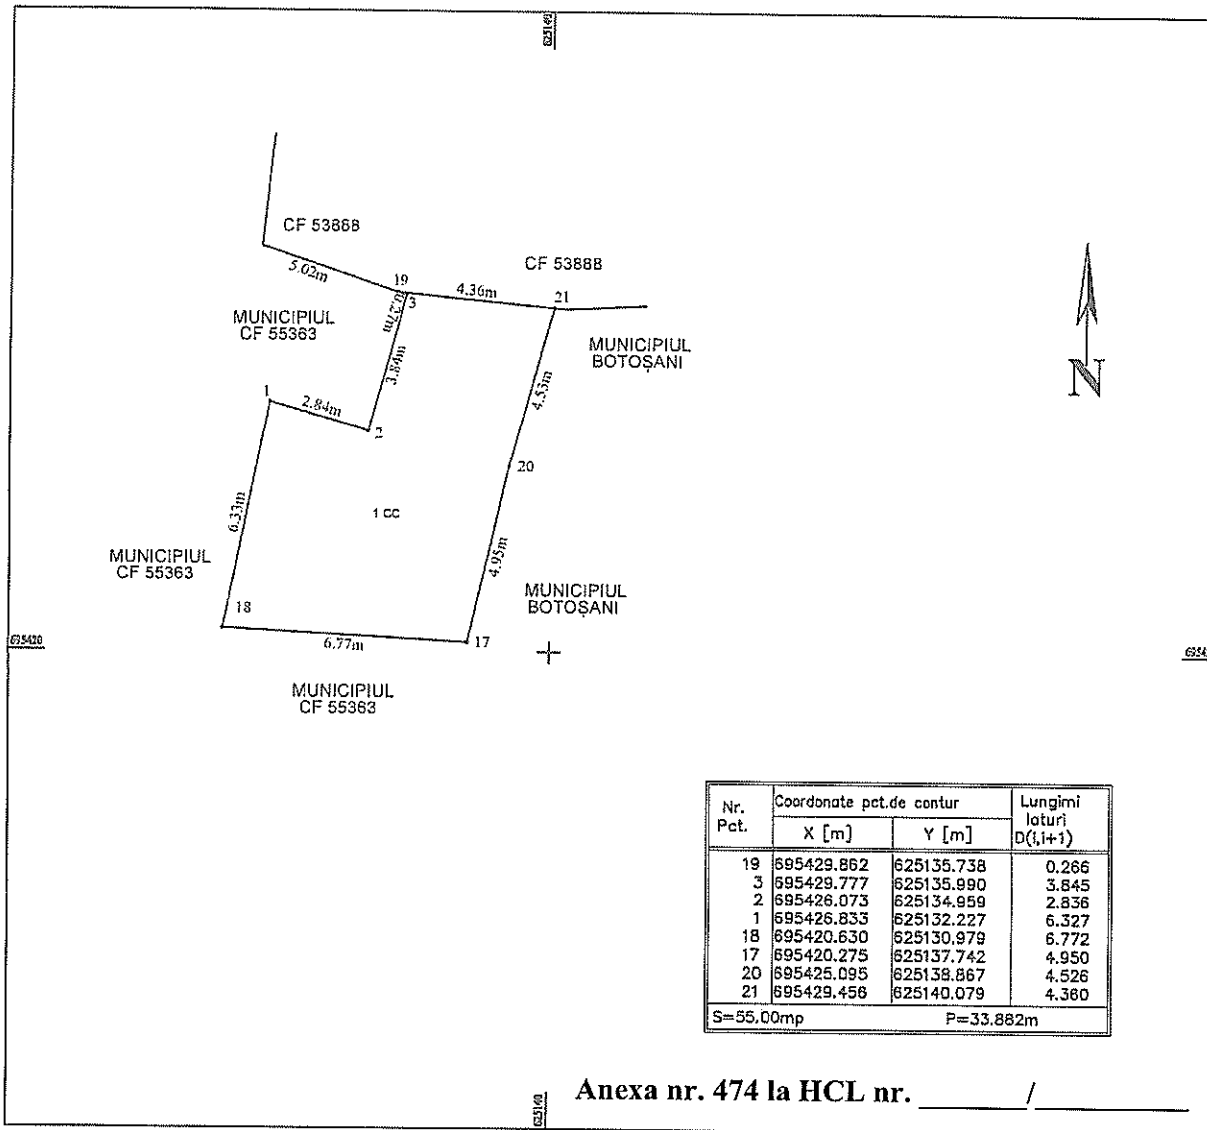 625140
CF 53888
5.02m
19
CF 53888
4.36m
21
3
0.27m
MUNICIPIUL
CF 55363
MUNICIPIUL
BOTOȘANI
3.84m
4.53m
N
1
2.84m
2
20
1 CC
6.33m
4.95m
MUNICIPIUL
CF 55363
MUNICIPIUL
BOTOȘANI
18
17
695420
6.77m
6954
MUNICIPIUL
CF 55363
Nr. Pct. Coordonate pct.de contur Lungimi laturi
X [m] Y [m] D(i,i+1)
19 695429.862 625135.738 0.266
3 695429.777 625135.990 3.845
2 695426.073 625134.959 2.836
1 695426.833 625132.227 6.327
18 695420.630 625130.979 6.772
17 695420.275 625137.742 4.950
20 695425.095 625138.867 4.526
21 695429.456 625140.079 4.360
S=55.00mp P=33.882m
Anexa nr. 474 la HCL nr. ______/________
625140